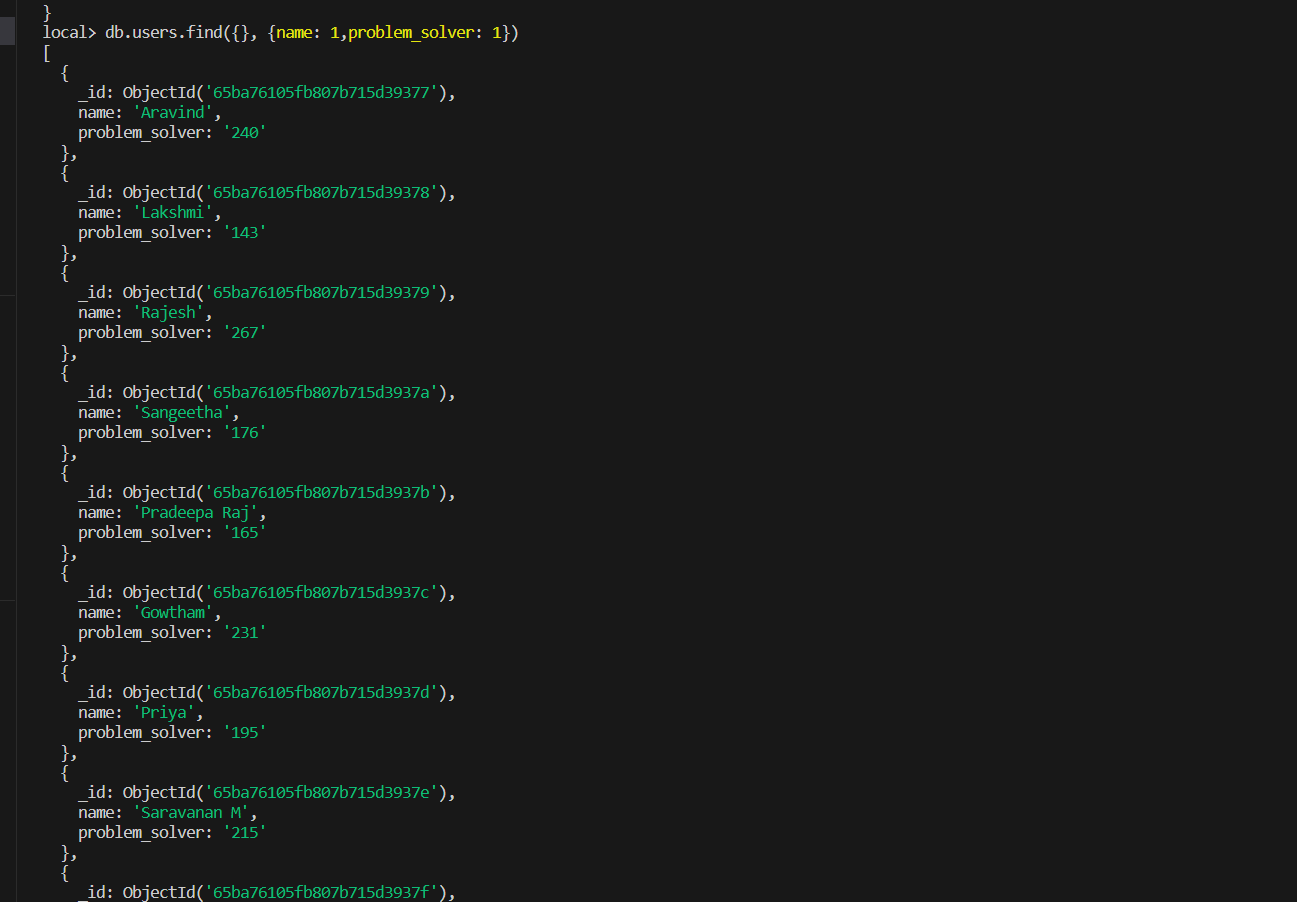 }
local> db.users.find({}, {name: 1,problem_solver: 1})
[
  {
    _id: ObjectId('65ba76105fb807b715d39377'),
    name: 'Aravind',
    problem_solver: '240'
  },
  {
    _id: ObjectId('65ba76105fb807b715d39378'),
    name: 'Lakshmi',
    problem_solver: '143'
  },
  {
    _id: ObjectId('65ba76105fb807b715d39379'),
    name: 'Rajesh',
    problem_solver: '267'
  },
  {
    _id: ObjectId('65ba76105fb807b715d3937a'),
    name: 'Sangeetha',
    problem_solver: '176'
  },
  {
    _id: ObjectId('65ba76105fb807b715d3937b'),
    name: 'Pradeepa Raj',
    problem_solver: '165'
  },
  {
    _id: ObjectId('65ba76105fb807b715d3937c'),
    name: 'Gowtham',
    problem_solver: '231'
  },
  {
    _id: ObjectId('65ba76105fb807b715d3937d'),
    name: 'Priya',
    problem_solver: '195'
  },
  {
    _id: ObjectId('65ba76105fb807b715d3937e'),
    name: 'Saravanan M',
    problem_solver: '215'
  },
  {
    _id: ObjectId('65ba76105fb807b715d3937f'),